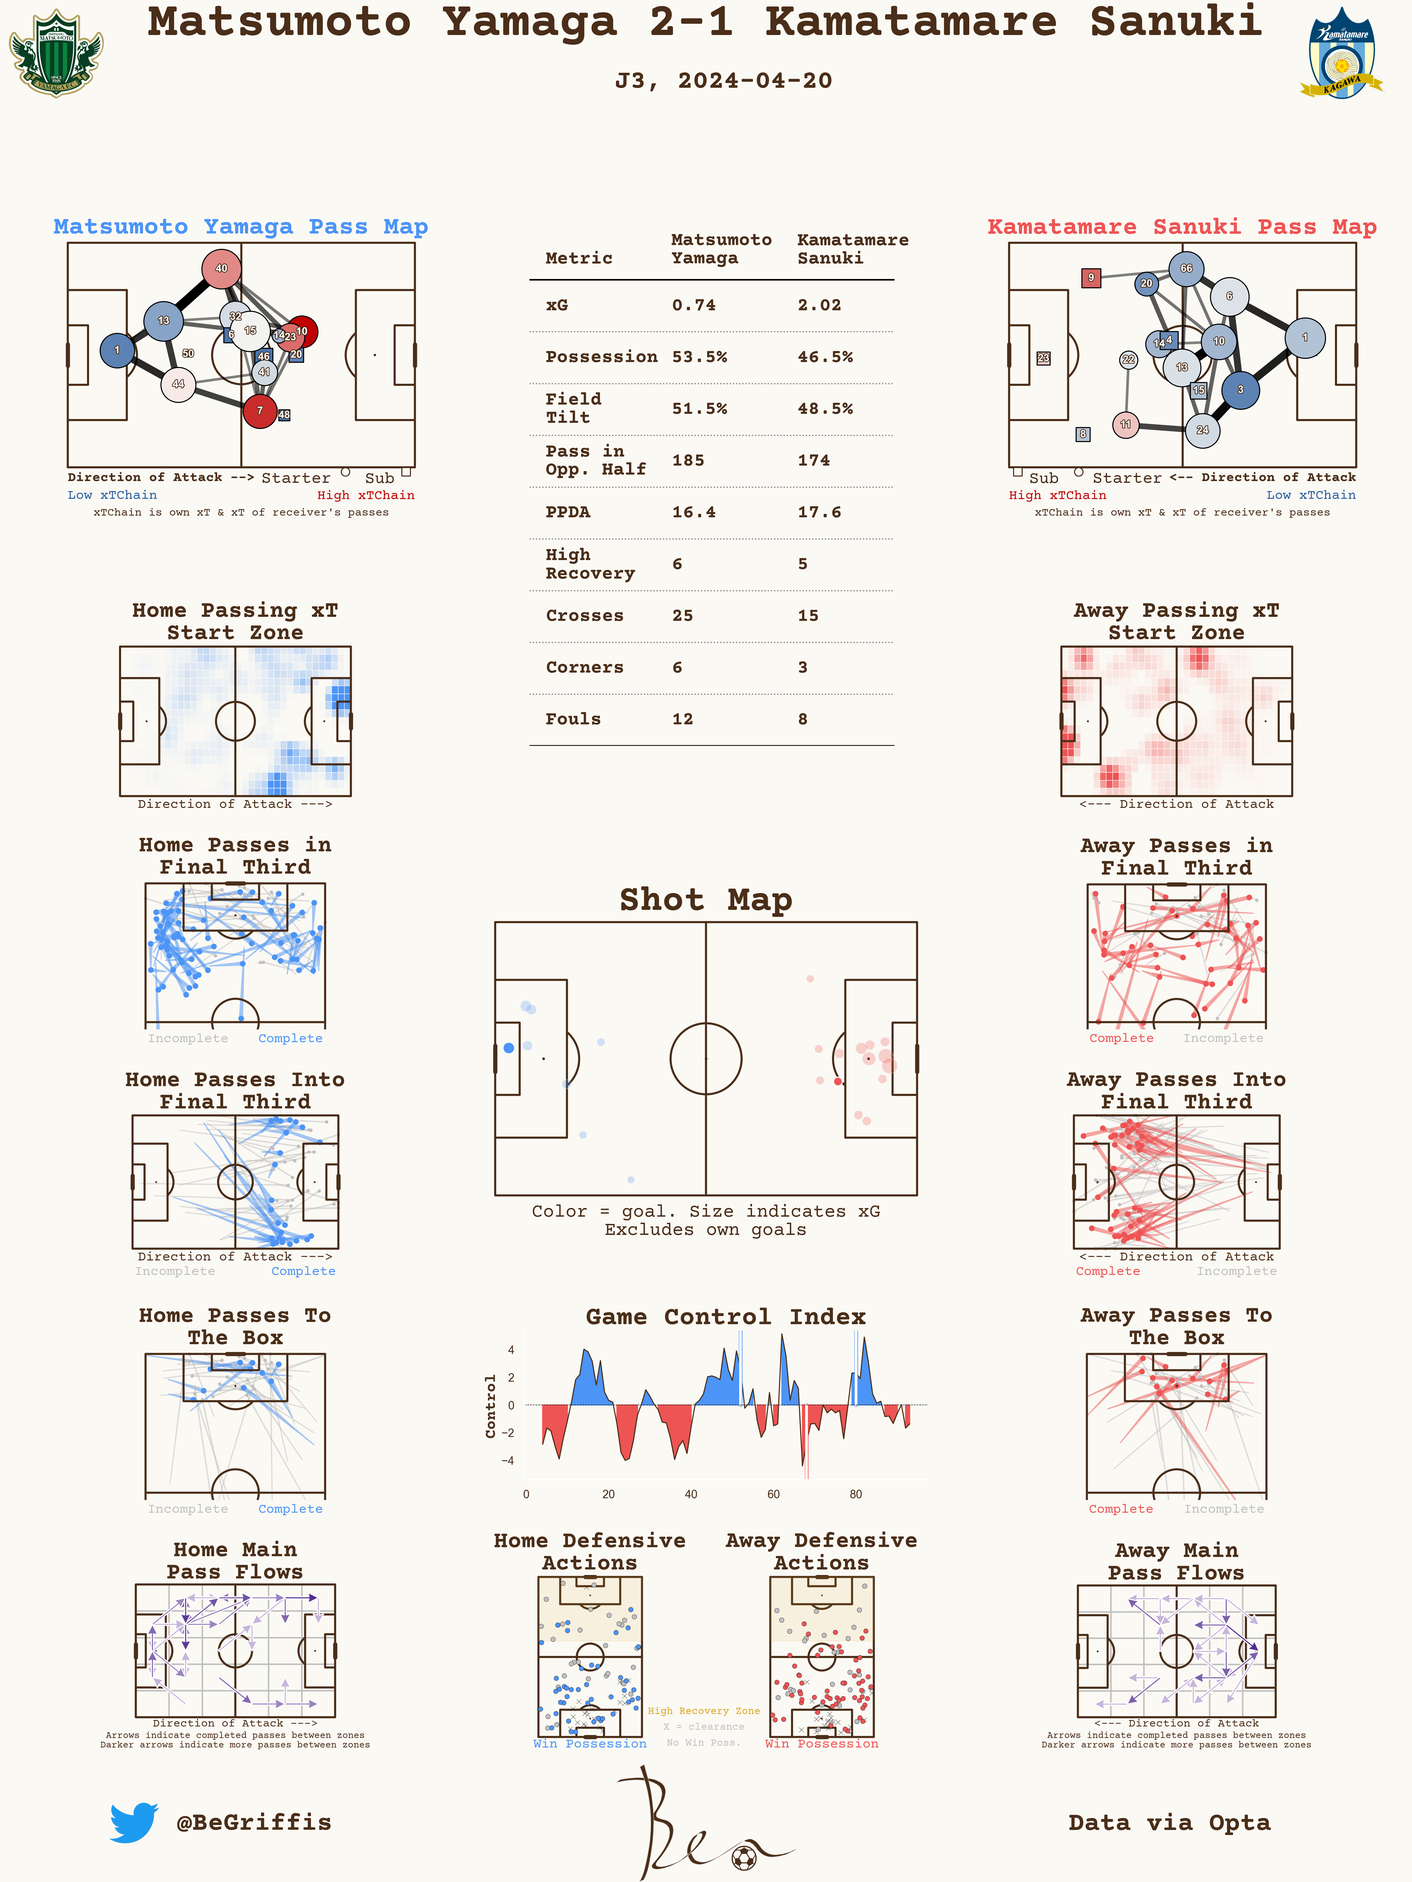 Matsumoto Yamaga 2-1 Kamatamare Sanuki
J3, 2024-04-20
MATSUMOTO
YAMAGA F.C.
Kamatamare
SANUKI
KAGAWA
Matsumoto Yamaga Pass Map
40
13
32
6
15
14
23
10
1
50
46
20
41
44
7
48
Direction of Attack --> Starter Sub
Low xTChain High xTChain
xTChain is own xT & xT of receiver's passes
Metric Matsumoto Yamaga Kamatamare Sanuki
xG 0.74 2.02
Possession 53.5% 46.5%
Field Tilt 51.5% 48.5%
Pass in Opp. Half 185 174
PPDA 16.4 17.6
High Recovery 6 5
Crosses 25 15
Corners 6 3
Fouls 12 8
Kamatamare Sanuki Pass Map
9
66
20
6
14
4
10
1
23
22
13
15
3
11
24
8
Sub Starter <-- Direction of Attack
High xTChain Low xTChain
xTChain is own xT & xT of receiver's passes
Home Passing xT
Start Zone
Direction of Attack --->
Away Passing xT
Start Zone
<--- Direction of Attack
Home Passes in
Final Third
Incomplete Complete
Away Passes in
Final Third
Complete Incomplete
Shot Map
Color = goal. Size indicates xG
Excludes own goals
Home Passes Into
Final Third
Direction of Attack --->
Incomplete Complete
Away Passes Into
Final Third
<--- Direction of Attack
Complete Incomplete
Home Passes To
The Box
Incomplete Complete
Game Control Index
Control
4
2
0
−2
−4
0 20 40 60 80
Away Passes To
The Box
Complete Incomplete
Home Main
Pass Flows
Direction of Attack --->
Arrows indicate completed passes between zones
Darker arrows indicate more passes between zones
Home Defensive
Actions
Win Possession
Away Defensive
Actions
Win Possession
High Recovery Zone
X = clearance
No Win Poss.
Away Main
Pass Flows
<--- Direction of Attack
Arrows indicate completed passes between zones
Darker arrows indicate more passes between zones
@BeGriffis
Ben
Data via Opta